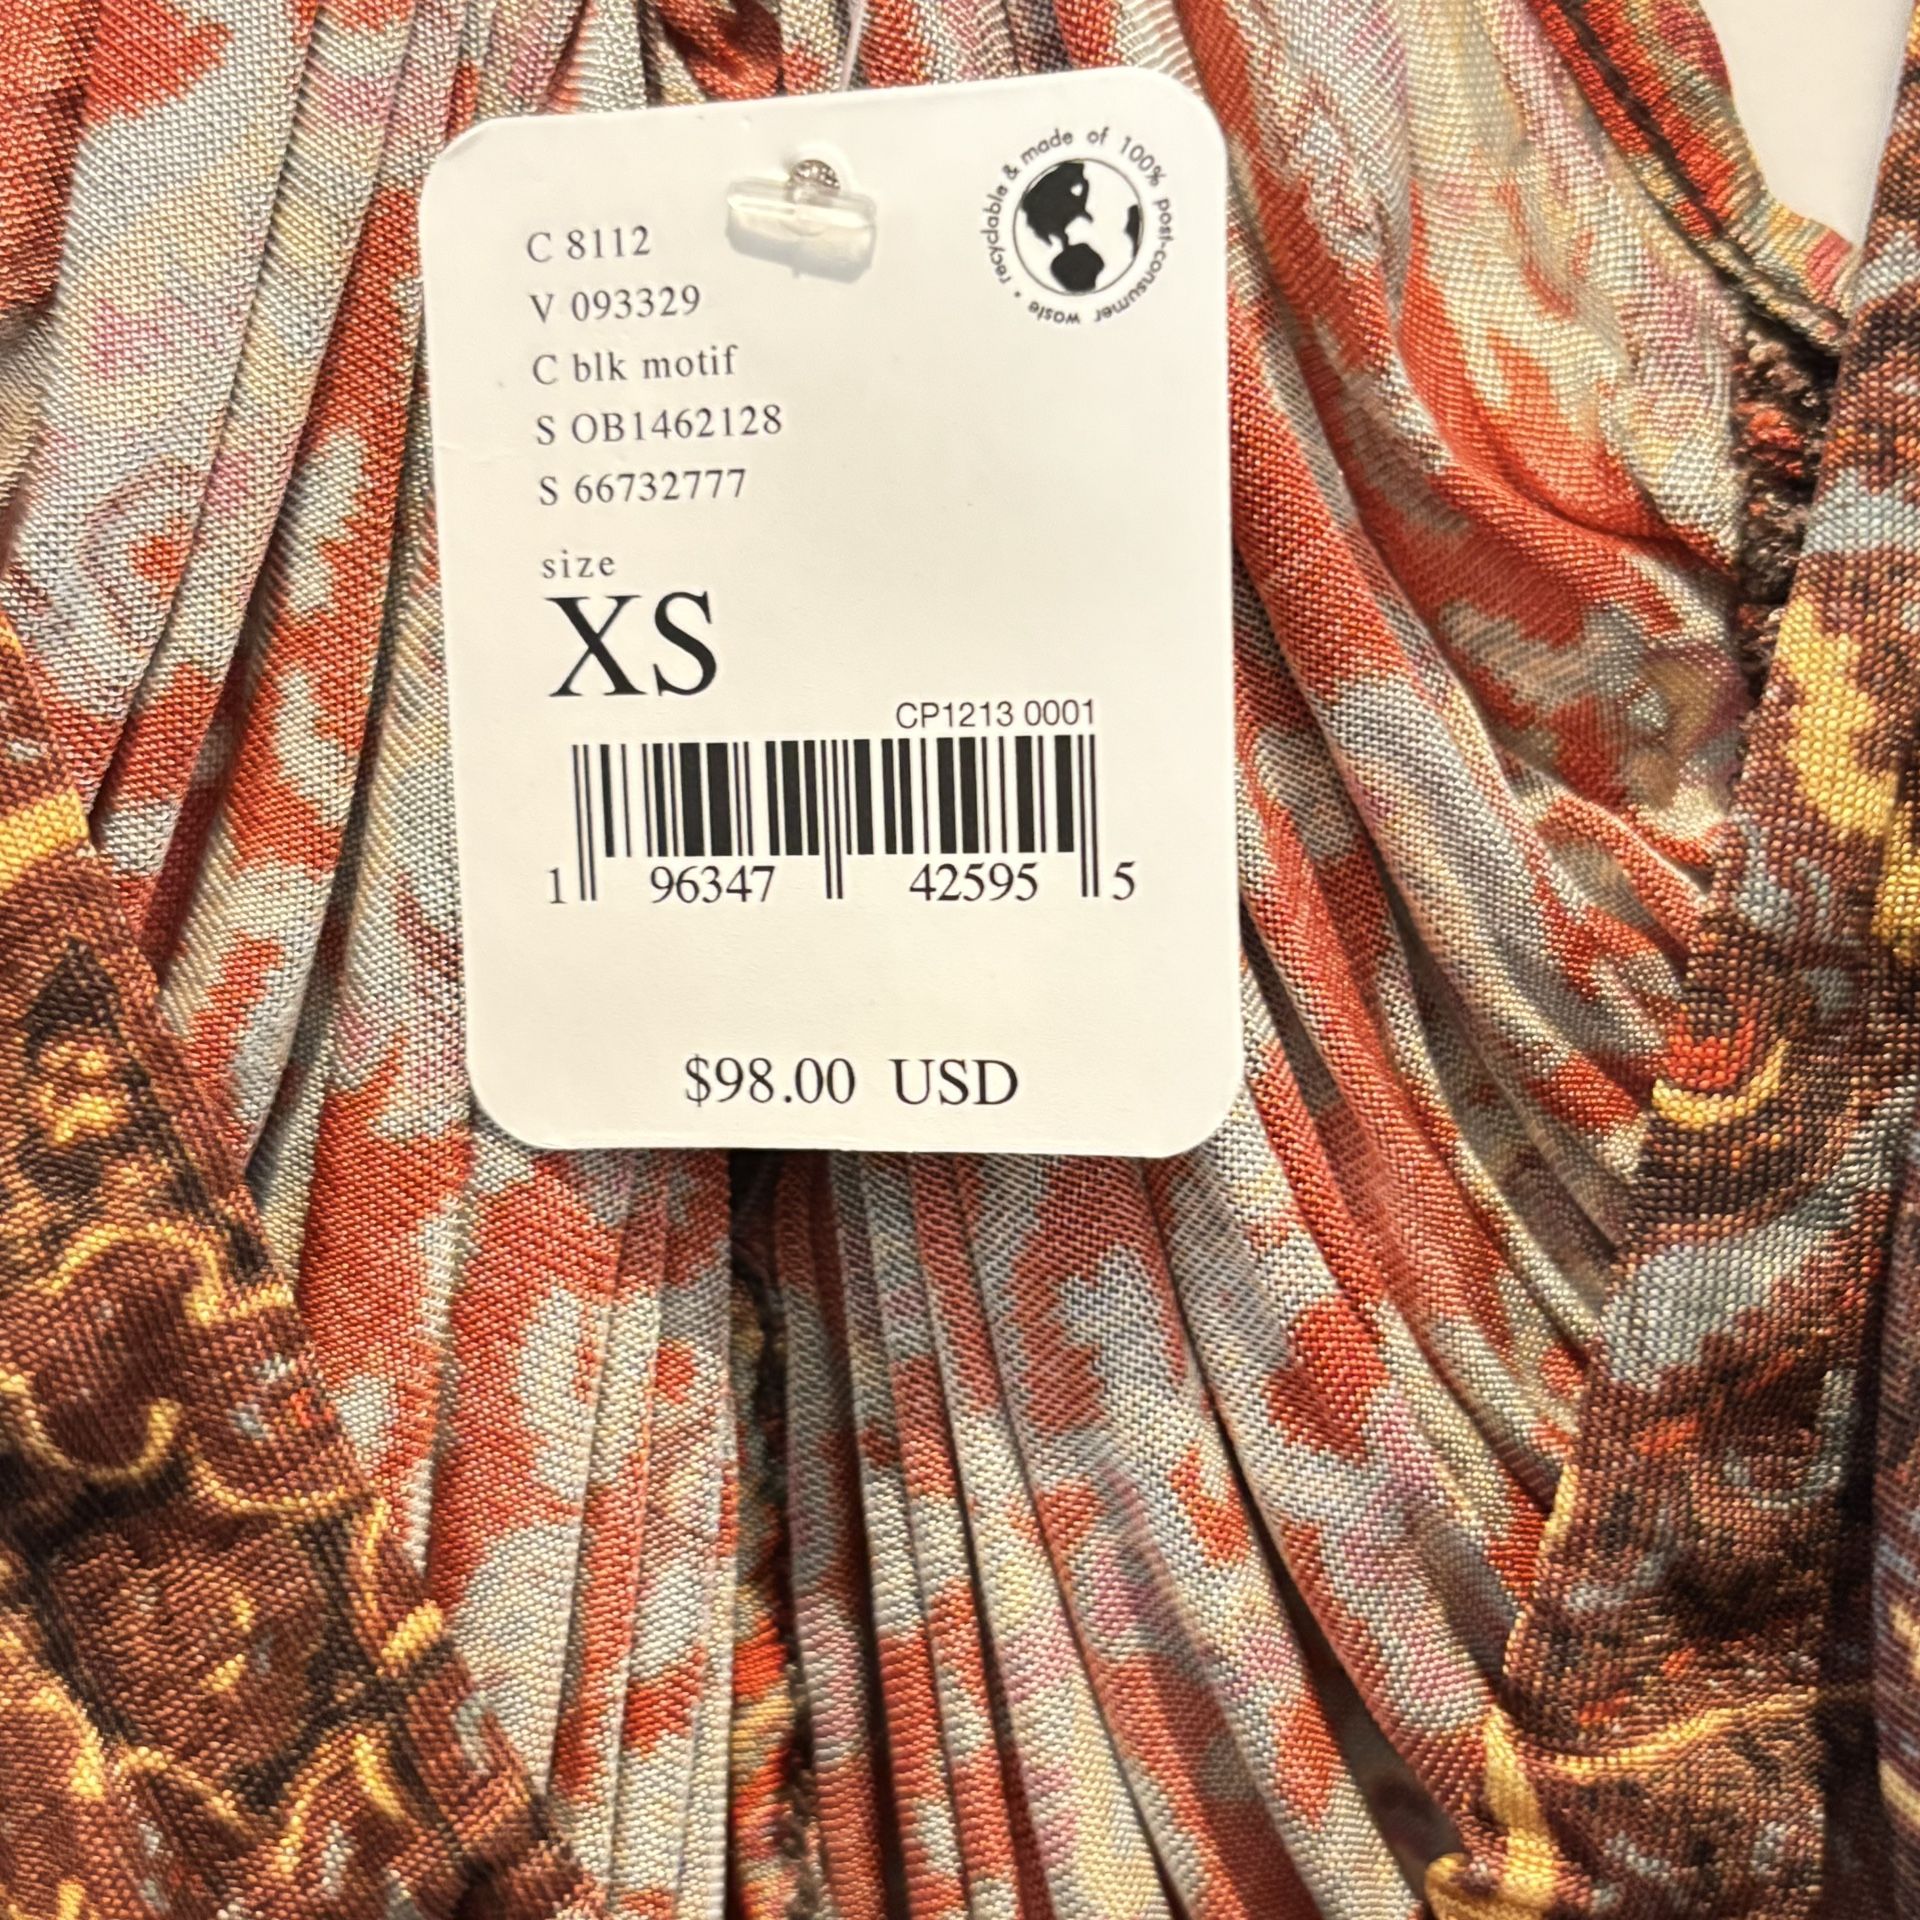 recyclable & made of 100% post-consumer waste •
C 8112
V 093329
C blk motif
S OB1462128
S 66732777
size
XS
CP1213 0001
1 96347 42595 5
$98.00 USD